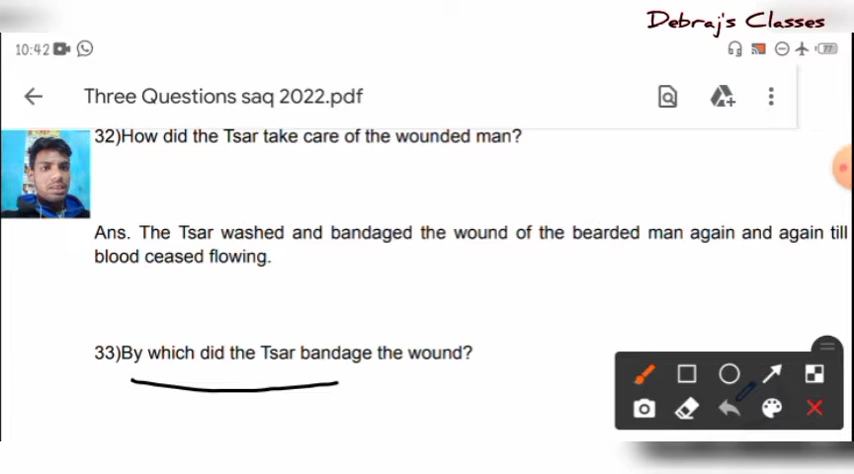 Debraj's Classes
10:42
77
Three Questions saq 2022.pdf
32)How did the Tsar take care of the wounded man?
Ans. The Tsar washed and bandaged the wound of the bearded man again and again till
blood ceased flowing.
33)By which did the Tsar bandage the wound?